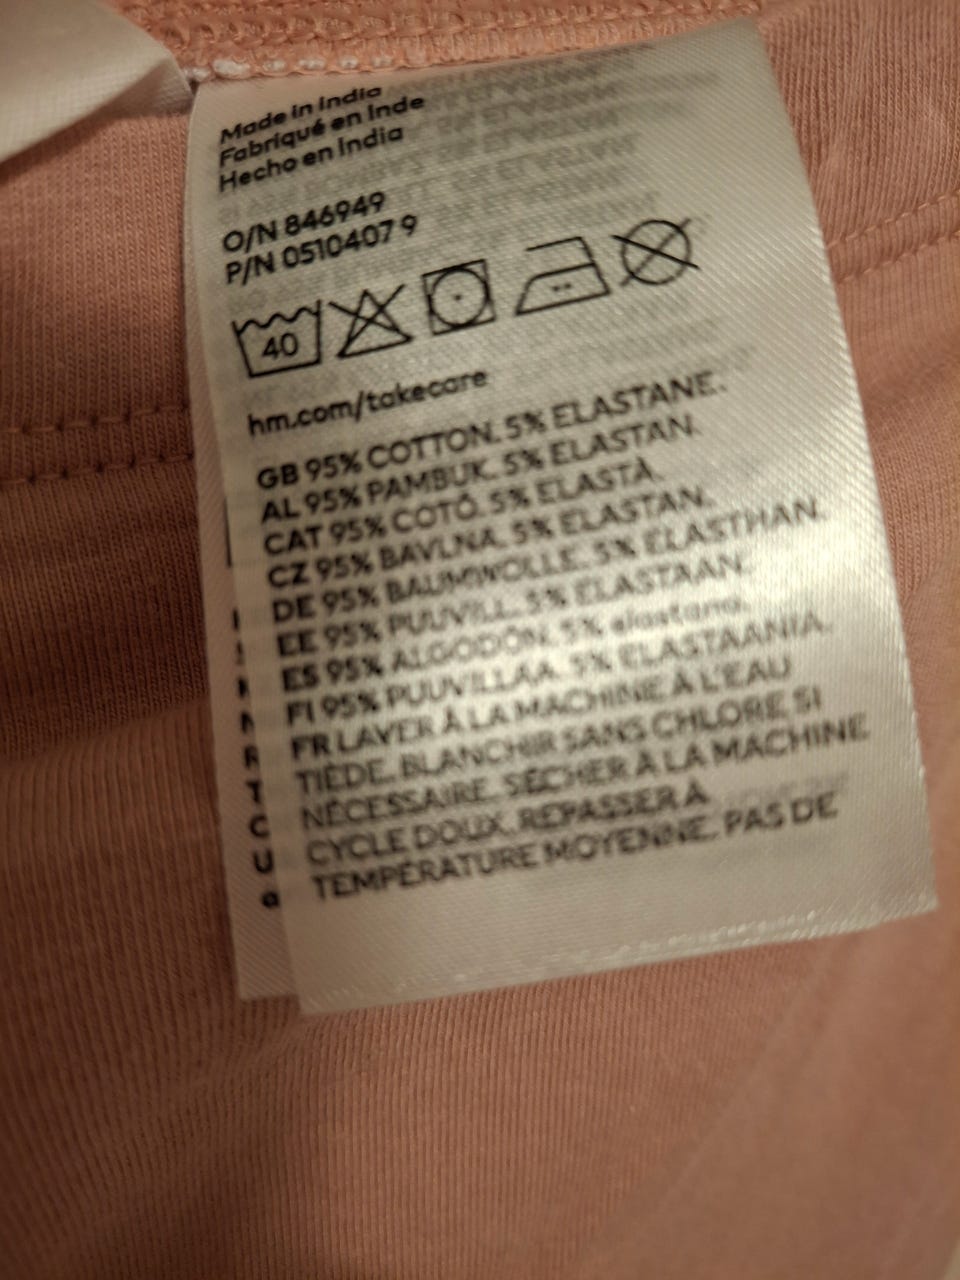 Made in India
Fabriqué en Inde
Hecho en India
O/N 846949
P/N 0510407 9
40
hm.com/takecare
GB 95% COTTON. 5% ELASTANE.
AL 95% PAMBUK. 5% ELASTAN.
CAT 95% COTÓ. 5% ELASTÀ.
CZ 95% BAVLNA. 5% ELASTAN.
DE 95% BAUMWOLLE. 5% ELASTHAN.
EE 95% PUUVILL. 5% ELASTAAN.
ES 95% ALGODÓN. 5% elastano.
FI 95% PUUVILLAA. 5% ELASTAANIA.
FR LAVER À LA MACHINE À L'EAU
TIÈDE. BLANCHIR SANS CHLORE SI
NÉCESSAIRE. SÉCHER À LA MACHINE
CYCLE DOUX. REPASSER À
TEMPÉRATURE MOYENNE. PAS DE